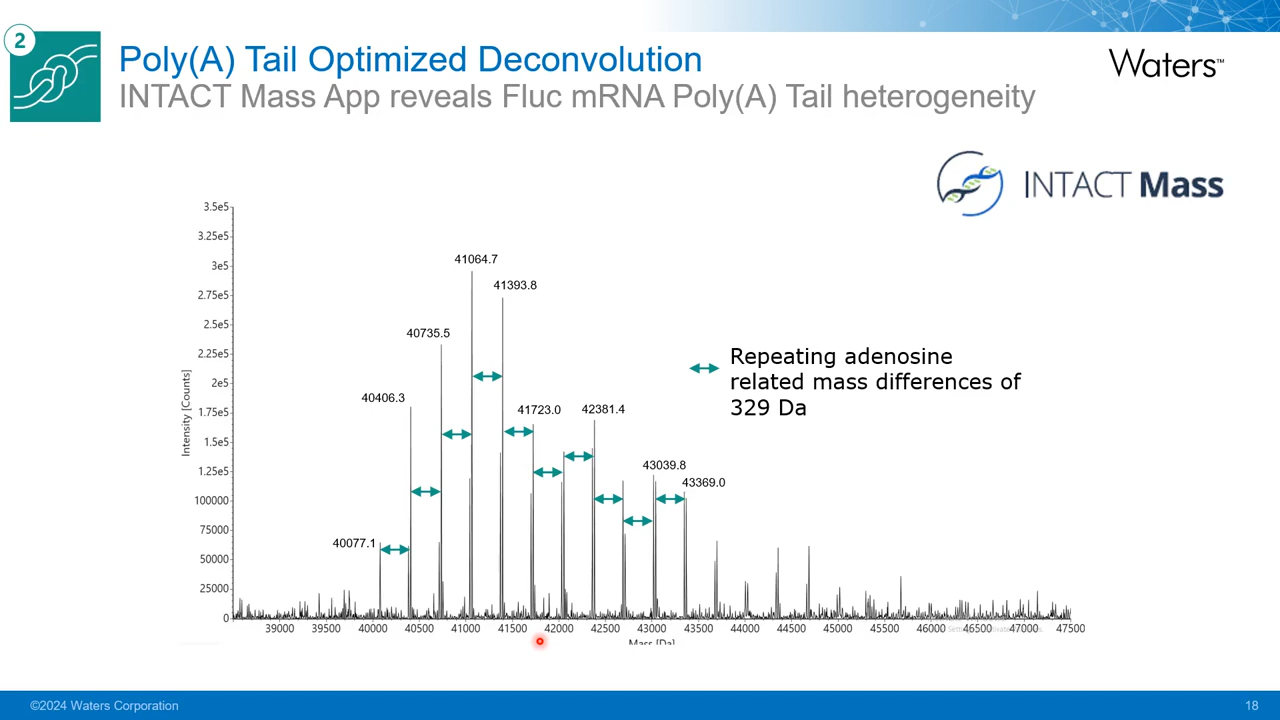 2
Poly(A) Tail Optimized Deconvolution
INTACT Mass App reveals Fluc mRNA Poly(A) Tail heterogeneity
Waters™
INTACT Mass
3.5e5
3.25e5
3e5
2.75e5
2.5e5
2.25e5
2e5
1.75e5
1.5e5
1.25e5
100000
75000
50000
25000
0
Intensity [Counts]
40077.1
40406.3
40735.5
41064.7
41393.8
41723.0
42381.4
43039.8
43369.0
Repeating adenosine
related mass differences of
329 Da
39000 39500 40000 40500 41000 41500 42000 42500 43000 43500 44000 44500 45000 45500 46000 46500 47000 47500
Mass [Da]
©2024 Waters Corporation
18